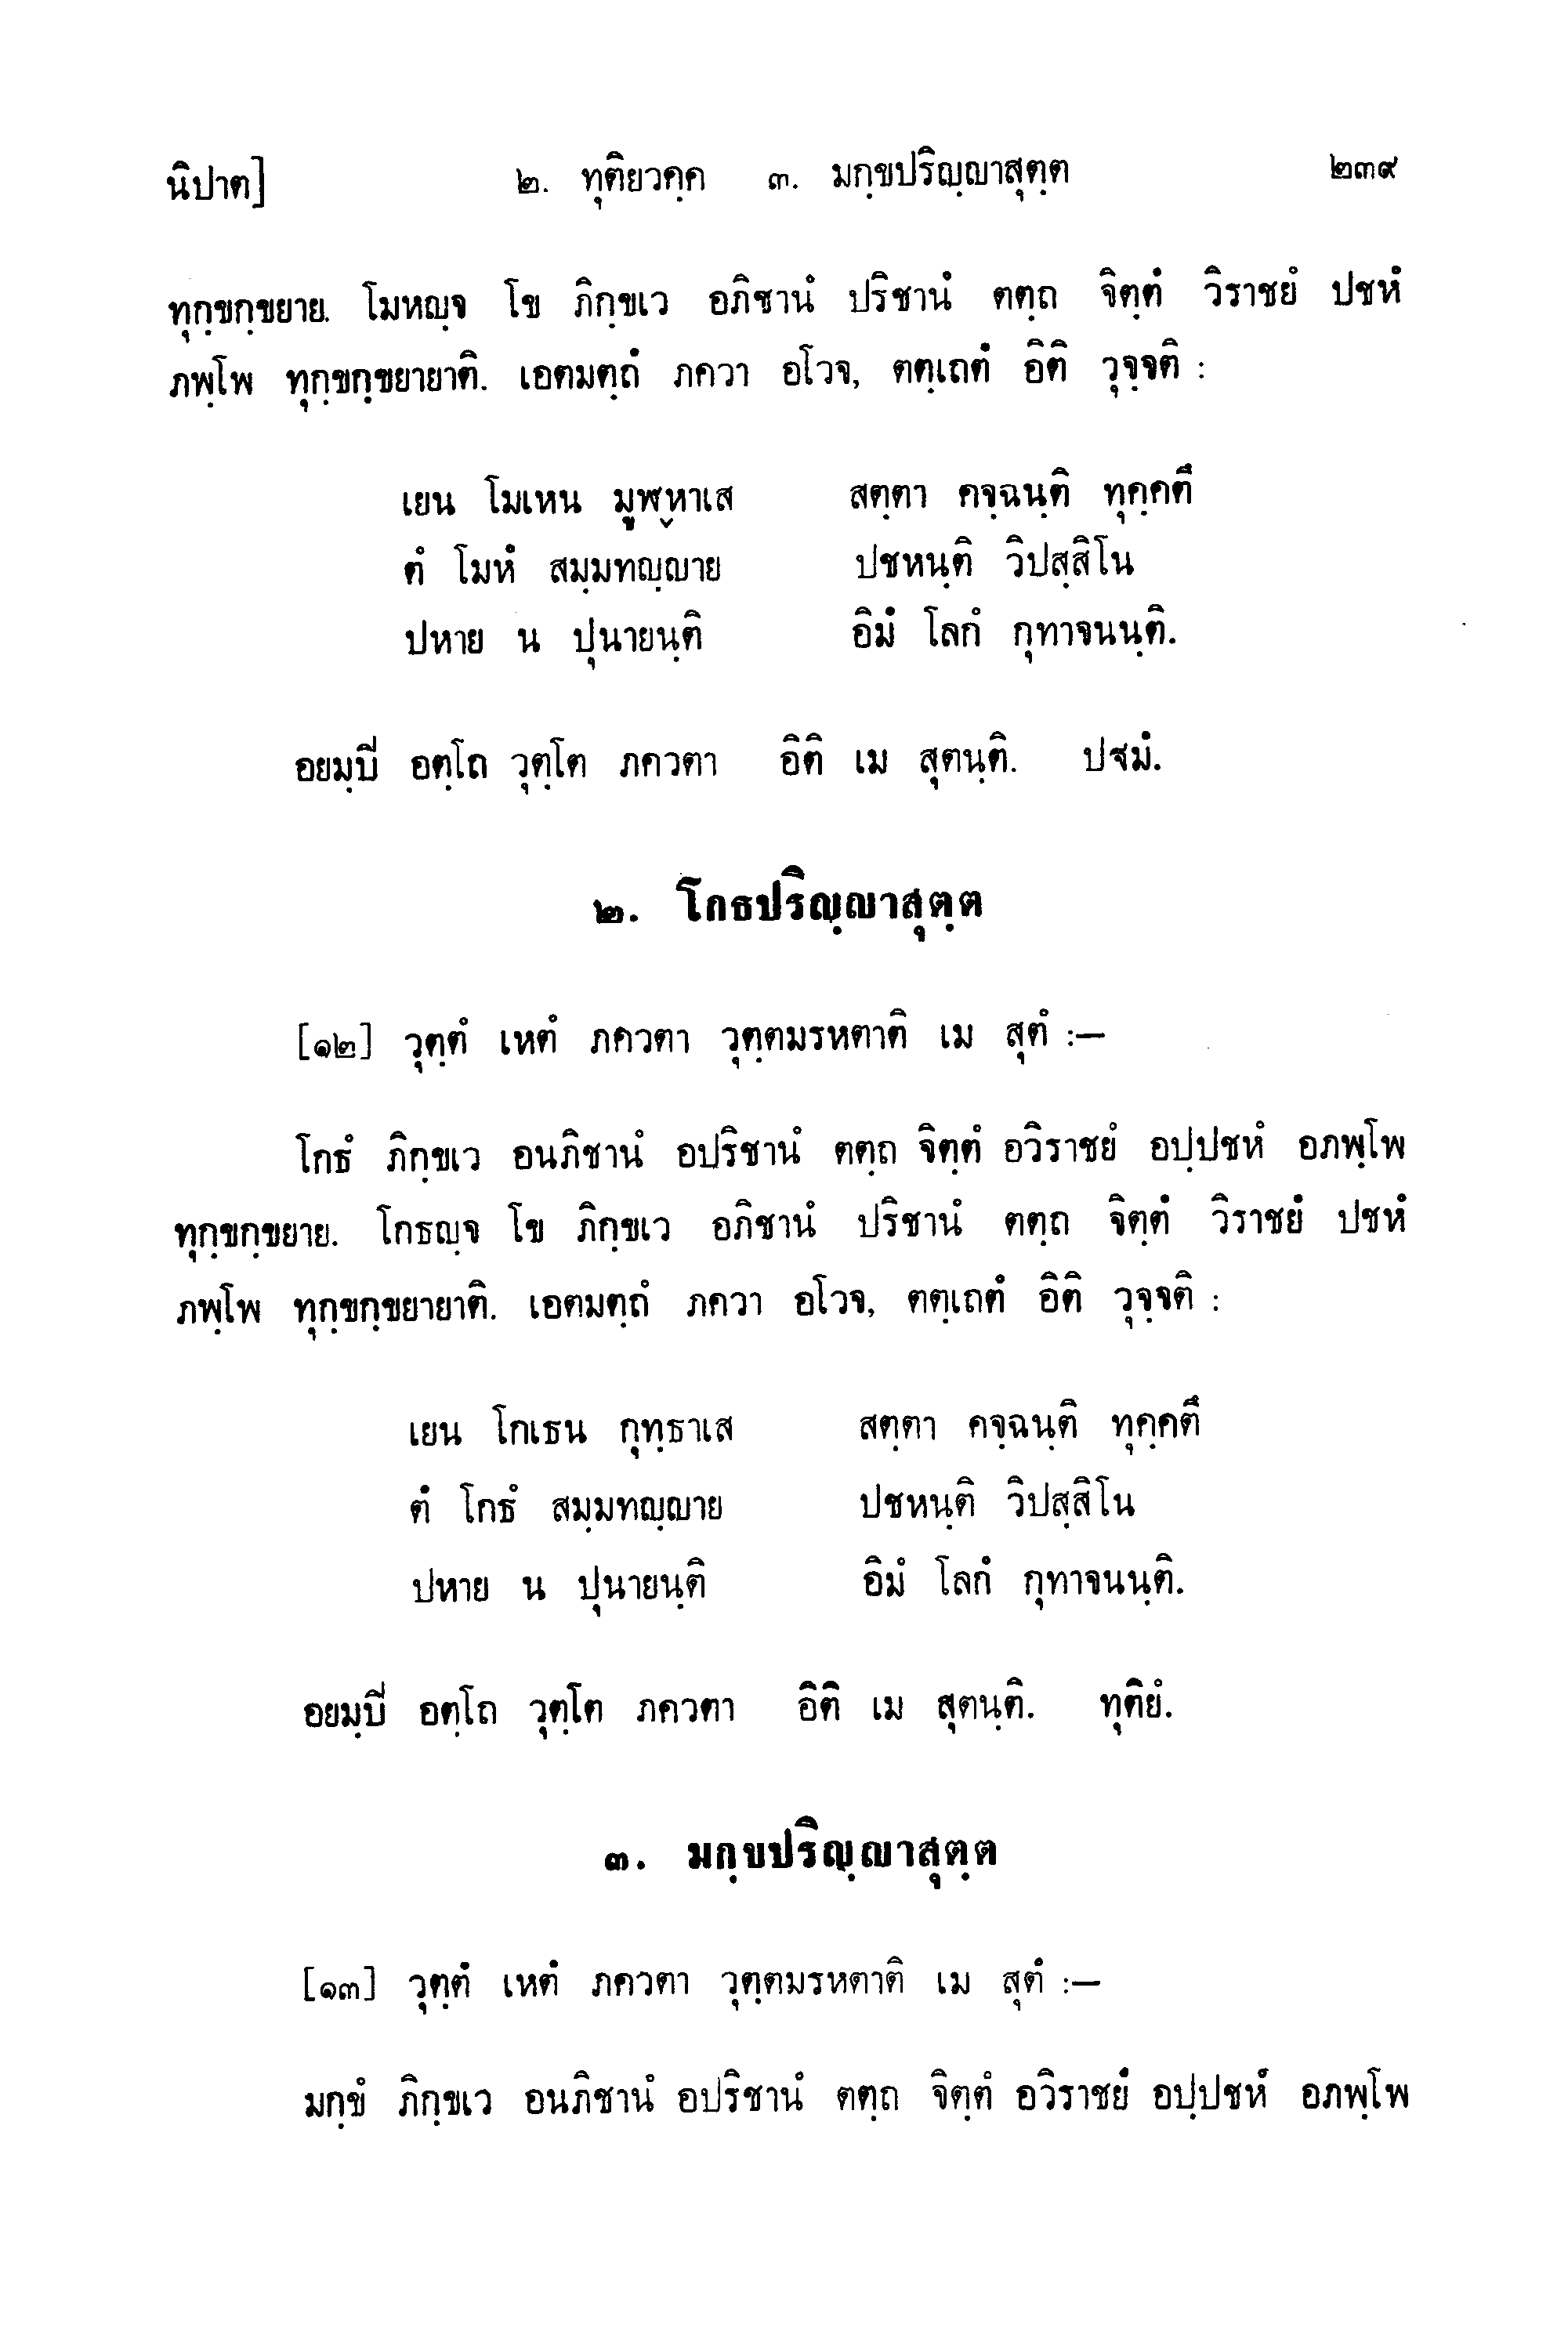 นิปาต] ๒. ทุติยวคฺค ๓. มกฺขปริญฺญาสุตฺต ๒๓๙
ทุกฺขกฺขยาย. โมหญฺจ โข ภิกฺขเว อภิชานํ ปริชานํ ตตฺถ จิตฺตํ วิราชยํ ปชหํ
ภพฺโพ ทุกฺขกฺขยายาติ. เอตมตฺถํ ภควา อโวจ, ตตฺเถตํ อิติ วุจฺจติ :
เยน โมเหน มูฬฺหาเส สตฺตา คจฺฉนฺติ ทุคฺคตึ
ตํ โมหํ สมฺมทญฺญาย ปชหนฺติ วิปสฺสิโน
ปหาย น ปุนายนฺติ อิมํ โลกํ กุทาจนนฺติ.
อยมฺปี อตฺโถ วุตฺโต ภควตา อิติ เม สุตนฺติ. ปฐมํ.
๒. โกธปริญฺญาสุตฺต
[๑๒] วุตฺตํ เหตํ ภควตา วุตฺตมรหตาติ เม สุตํ :—
โกธํ ภิกฺขเว อนภิชานํ อปริชานํ ตตฺถ จิตฺตํ อวิราชยํ อปฺปชหํ อภพฺโพ
ทุกฺขกฺขยาย. โกธญฺจ โข ภิกฺขเว อภิชานํ ปริชานํ ตตฺถ จิตฺตํ วิราชยํ ปชหํ
ภพฺโพ ทุกฺขกฺขยายาติ. เอตมตฺถํ ภควา อโวจ, ตตฺเถตํ อิติ วุจฺจติ :
เยน โกเธน กุทฺธาเส สตฺตา คจฺฉนฺติ ทุคฺคตึ
ตํ โกธํ สมฺมทญฺญาย ปชหนฺติ วิปสฺสิโน
ปหาย น ปุนายนฺติ อิมํ โลกํ กุทาจนนฺติ.
อยมฺปี อตฺโถ วุตฺโต ภควตา อิติ เม สุตนฺติ. ทุติยํ.
๓. มกฺขปริญฺญาสุตฺต
[๑๓] วุตฺตํ เหตํ ภควตา วุตฺตมรหตาติ เม สุตํ :—
มกฺขํ ภิกฺขเว อนภิชานํ อปริชานํ ตตฺถ จิตฺตํ อวิราชยํ อปฺปชหํ อภพฺโพ